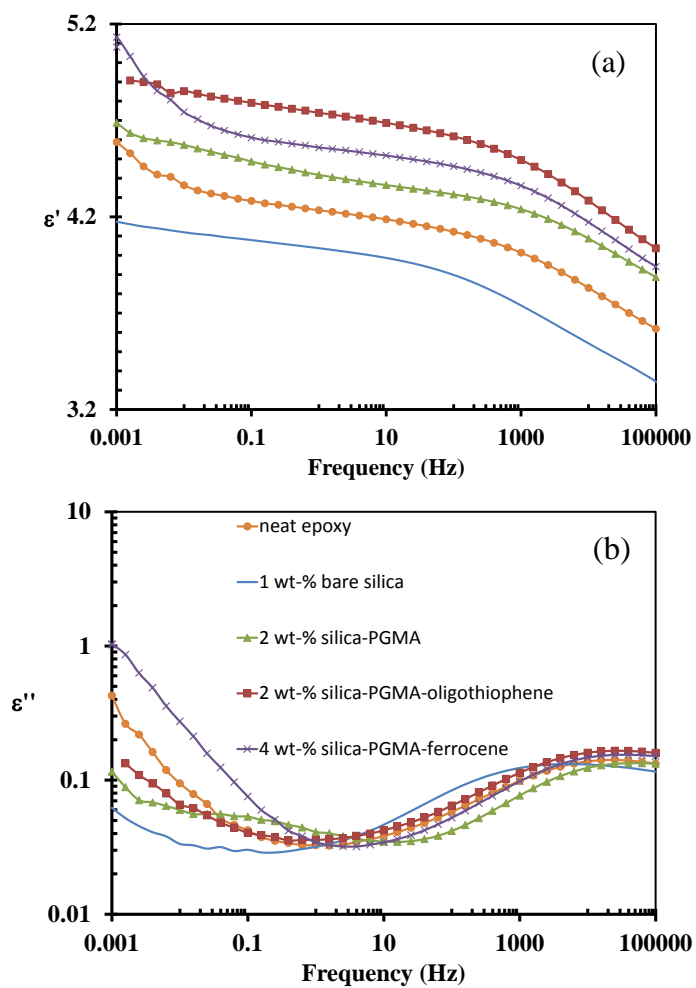 5.2
(a)
ε'
4.2
3.2
0.001 0.1 10 1000 100000
Frequency (Hz)
10
(b)
neat epoxy
1 wt-% bare silica
1
2 wt-% silica-PGMA
ε''
2 wt-% silica-PGMA-oligothiophene
4 wt-% silica-PGMA-ferrocene
0.1
0.01
0.001 0.1 10 1000 100000
Frequency (Hz)